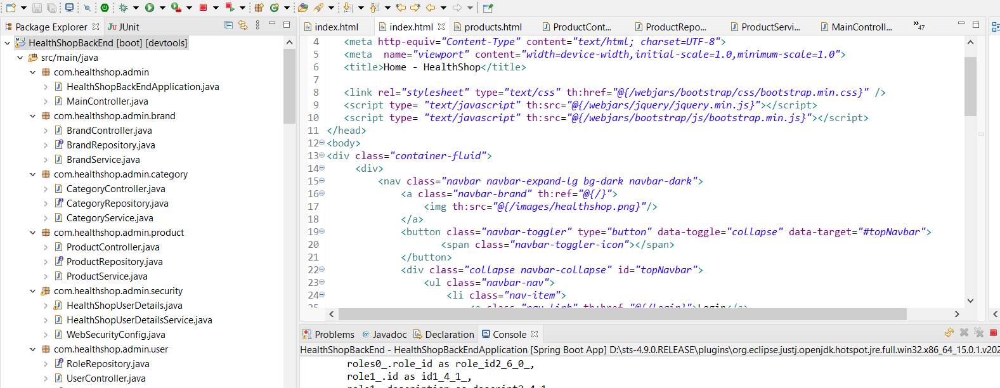 Package Explorer
JUnit
HealthShopBackEnd [boot] [devtools]
src/main/java
com.healthshop.admin
HealthShopBackEndApplication.java
MainController.java
com.healthshop.admin.brand
BrandController.java
BrandRepository.java
BrandService.java
com.healthshop.admin.category
CategoryController.java
CategoryRepository.java
CategoryService.java
com.healthshop.admin.product
ProductController.java
ProductRepository.java
ProductService.java
com.healthshop.admin.security
HealthShopUserDetails.java
HealthShopUserDetailsService.java
WebSecurityConfig.java
com.healthshop.admin.user
RoleRepository.java
UserController.java
index.html
index.html
products.html
ProductCont...
ProductRepo...
ProductServi...
MainControll...
»47
4 <meta http-equiv="Content-Type" content="text/html; charset=UTF-8">
5 <meta  name="viewport" content="width=device-width,initial-scale=1.0,minimum-scale=1.0">
6 <title>Home - HealthShop</title>
7
8 <link rel="stylesheet" type="text/css" th:href="@{/webjars/bootstrap/css/bootstrap.min.css}" />
9 <script type= "text/javascript" th:src="@{/webjars/jquery/jquery.min.js}"></script>
10 <script type= "text/javascript" th:src="@{/webjars/bootstrap/js/bootstrap.min.js}"></script>
11 </head>
12 <body>
13 <div class="container-fluid">
14 <div>
15 <nav class="navbar navbar-expand-lg bg-dark navbar-dark">
16 <a class="navbar-brand" th:ref="@{/}">
17 <img th:src="@{/images/healthshop.png}"/>
18 </a>
19 <button class="navbar-toggler" type="button" data-toggle="collapse" data-target="#topNavbar">
20 <span class="navbar-toggler-icon"></span>
21 </button>
22 <div class="collapse navbar-collapse" id="topNavbar">
23 <ul class="navbar-nav">
24 <li class="nav-item">
25 <a class="nav-link" th:href="@{/login}">Login</a>
Problems
@ Javadoc
Declaration
Console
HealthShopBackEnd - HealthShopBackEndApplication [Spring Boot App] D:\sts-4.9.0.RELEASE\plugins\org.eclipse.justj.openjdk.hotspot.jre.full.win32.x86_64_15.0.1.v202
roles0_.role_id as role_id2_6_0_,
role1_.id as id1_4_1_,